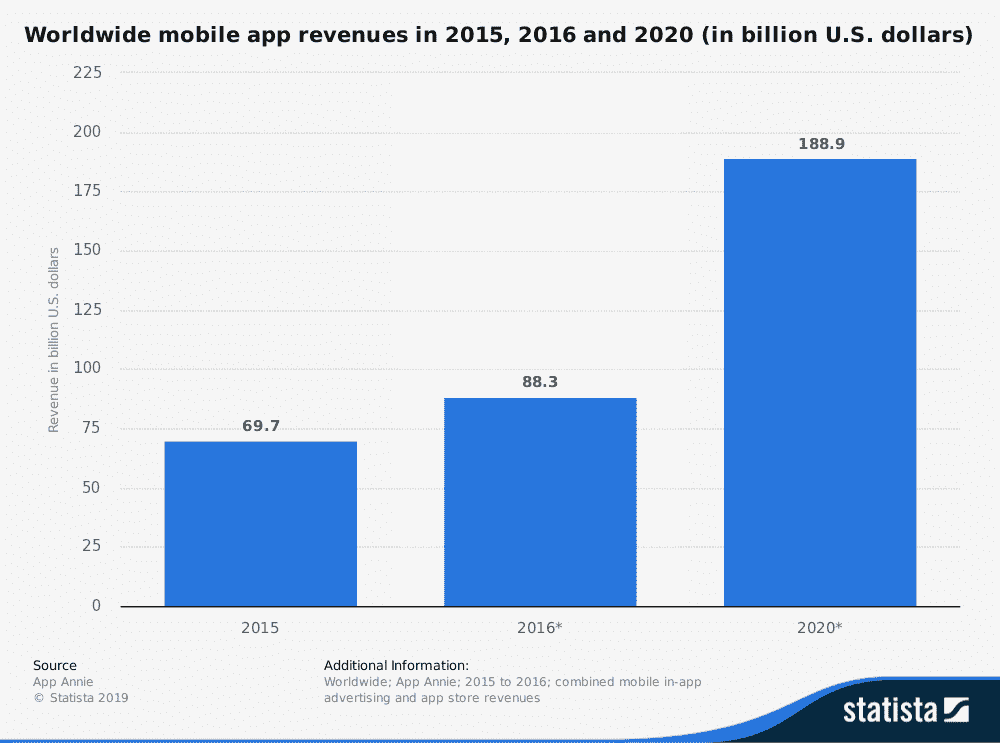 Worldwide mobile app revenues in 2015, 2016 and 2020 (in billion U.S. dollars)
225
200
175
150
125
100
75
50
25
0
Revenue in billion U.S. dollars
69.7
88.3
188.9
2015
2016*
2020*
Source
App Annie
© Statista 2019
Additional Information:
Worldwide; App Annie; 2015 to 2016; combined mobile in-app
advertising and app store revenues
statista